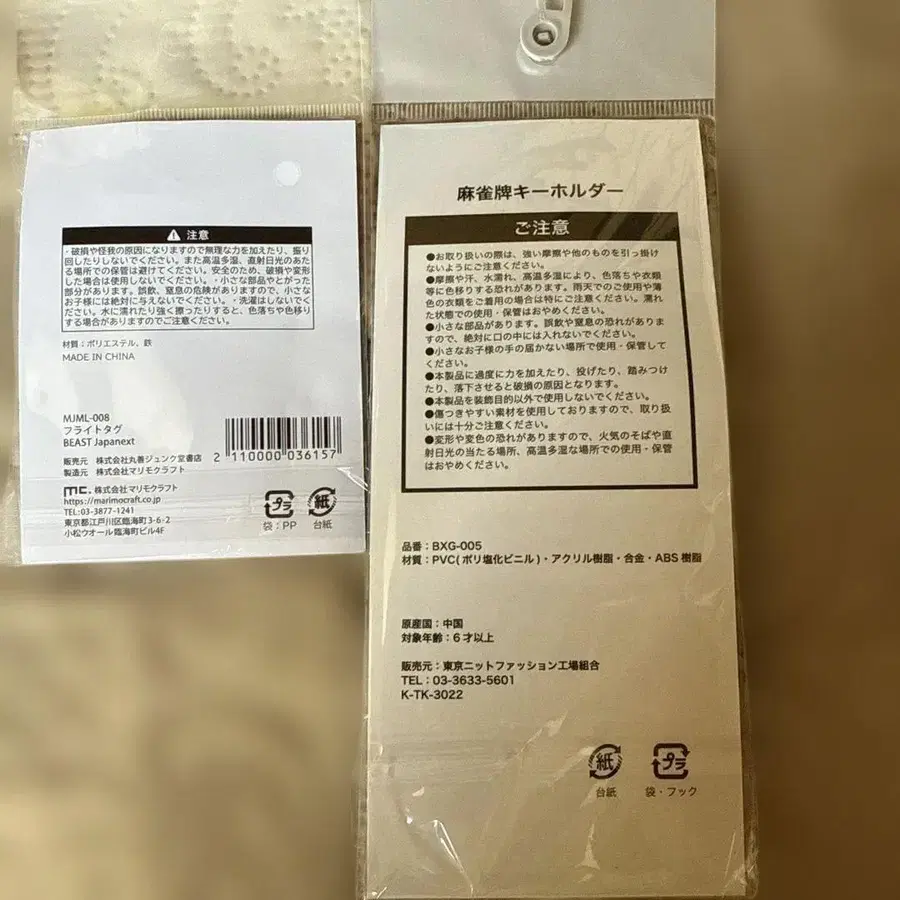 ⚠ 注意
・破損や怪我の原因になりますので無理な力を加えたり、振り
回したりしないでください。また高温多湿、直射日光のあた
る場所での保管は避けてください。安全のため、破損や変形
した場合は使用しないでください。・小さな部品やとがった
部分があります。誤飲、窒息の危険がありますので、小さな
お子様には絶対に与えないでください。・洗濯はしないでく
ださい。水に濡れたり強く擦ったりすると、色落ちや色移り
する場合がありますのでご注意ください。
材質：ポリエステル、鉄
MADE IN CHINA
MJML-008
フライトタグ
BEAST Japanext
販売元 株式会社丸善ジュンク堂書店
製造元 株式会社マリモクラフト
2 110000 036157
mc. 株式会社マリモクラフト
https://marimocraft.co.jp
TEL:03-3877-1241
東京都江戸川区臨海町3-6-2
小松ウオール臨海町ビル4F
プラ
袋：PP
紙
台紙
麻雀牌キーホルダー
ご注意
●お取り扱いの際は、強い摩擦や他のものを引っ掛け
ないようにご注意ください。
●摩擦や汗、水濡れ、高温多湿により、色落ちや衣類
等に色移りする恐れがあります。雨天でのご使用や薄
色の衣類をご着用の場合は特にご注意ください。濡れ
た状態での使用・保管はおやめください。
●小さな部品があります。誤飲や窒息の恐れがありま
すので、絶対に口の中には入れないでください。
●小さなお子様の手の届かない場所で使用・保管して
ください。
●本製品に過度に力を加えたり、投げたり、踏みつけ
たり、落下させると破損の原因となります。
●本製品を装飾目的以外で使用しないでください。
●傷つきやすい素材を使用しておりますので、取り扱
いには十分ご注意ください。
●変形や変色の恐れがありますので、火気のそばや直
射日光の当たる場所、高温多湿な場所での使用・保管
はおやめください。
品番：BXG-005
材質：PVC(ポリ塩化ビニル)・アクリル樹脂・合金・ABS樹脂
原産国：中国
対象年齢：6才以上
販売元：東京ニットファッション工場組合
TEL：03-3633-5601
K-TK-3022
紙
台紙
プラ
袋・フック